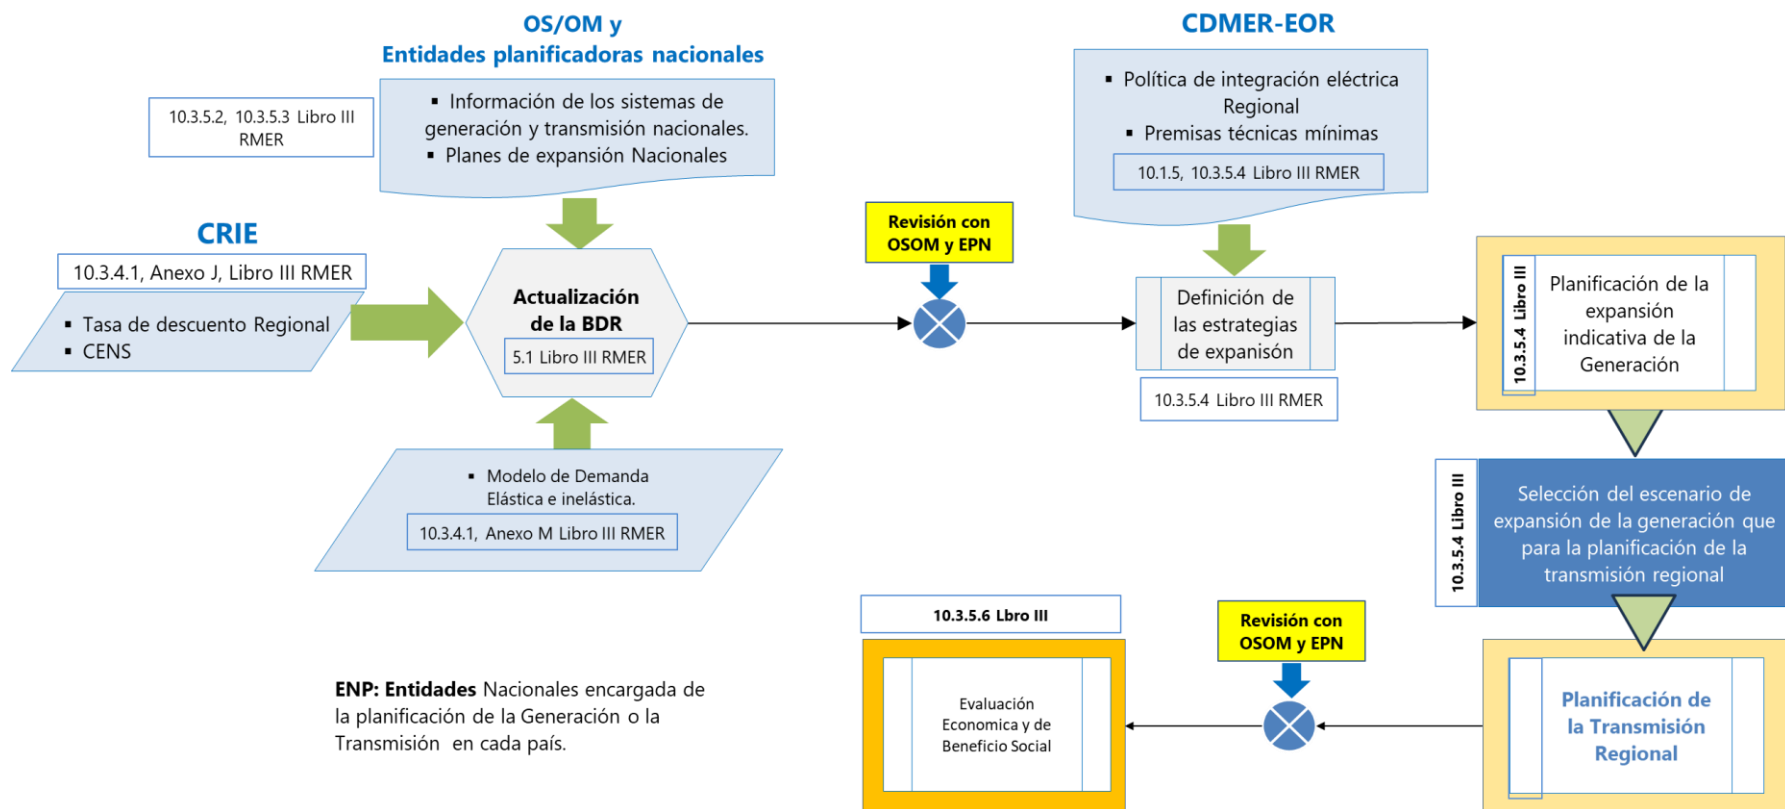 OS/OM y
Entidades planificadoras nacionales
10.3.5.2, 10.3.5.3 Libro III
RMER
▪ Información de los sistemas de
generación y transmisión nacionales.
▪ Planes de expansión Nacionales
CDMER-EOR
▪ Política de integración eléctrica
Regional
▪ Premisas técnicas mínimas
10.1.5, 10.3.5.4 Libro III RMER
CRIE
10.3.4.1, Anexo J, Libro III RMER
▪ Tasa de descuento Regional
▪ CENS
Actualización
de la BDR
5.1 Libro III RMER
▪ Modelo de Demanda
Elástica e inelástica.
10.3.4.1, Anexo M Libro III RMER
Revisión con
OSOM y EPN
Definición de
las estrategias
de expanisón
10.3.5.4 Libro III RMER
10.3.5.4 Libro III
Planificación de la
expansión
indicativa de la
Generación
10.3.5.4 Libro III
Selección del escenario de
expansión de la generación que
para la planificación de la
transmisión regional
Planificación de
la Transmisión
Regional
Revisión con
OSOM y EPN
10.3.5.6 Lbro III
Evaluación
Economica y de
Beneficio Social
ENP: Entidades Nacionales encargada de
la planificación de la Generación o la
Transmisión en cada país.